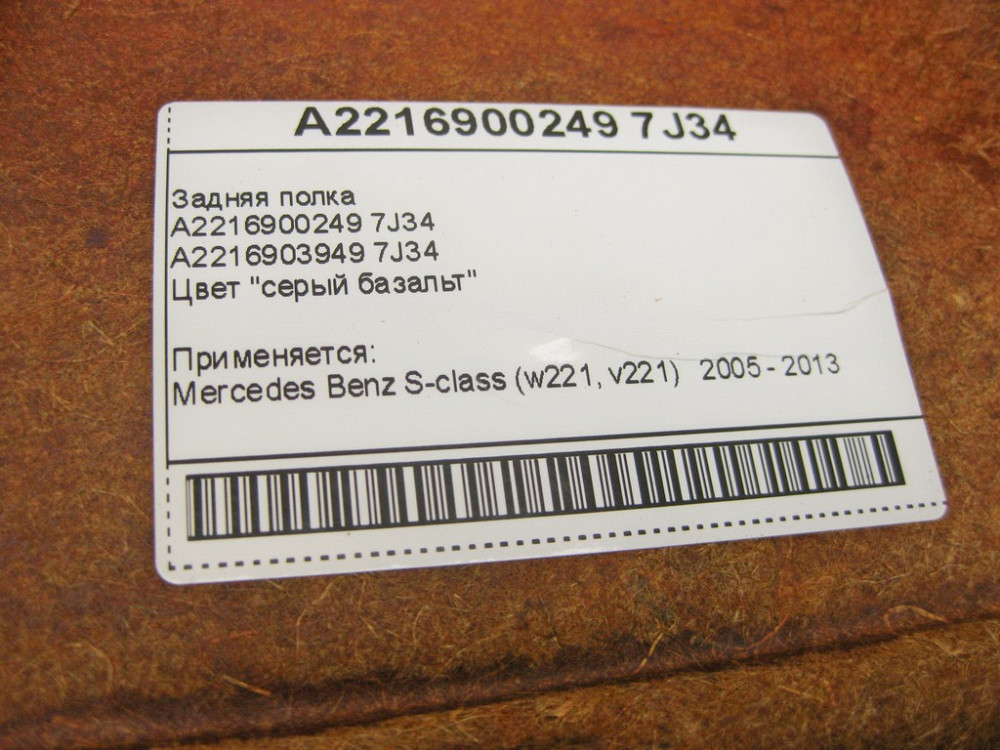 A2216900249 7J34
Задняя полка
A2216900249 7J34
A2216903949 7J34
Цвет "серый базальт"
Применяется:
Mercedes Benz S-class (w221, v221) 2005 - 2013